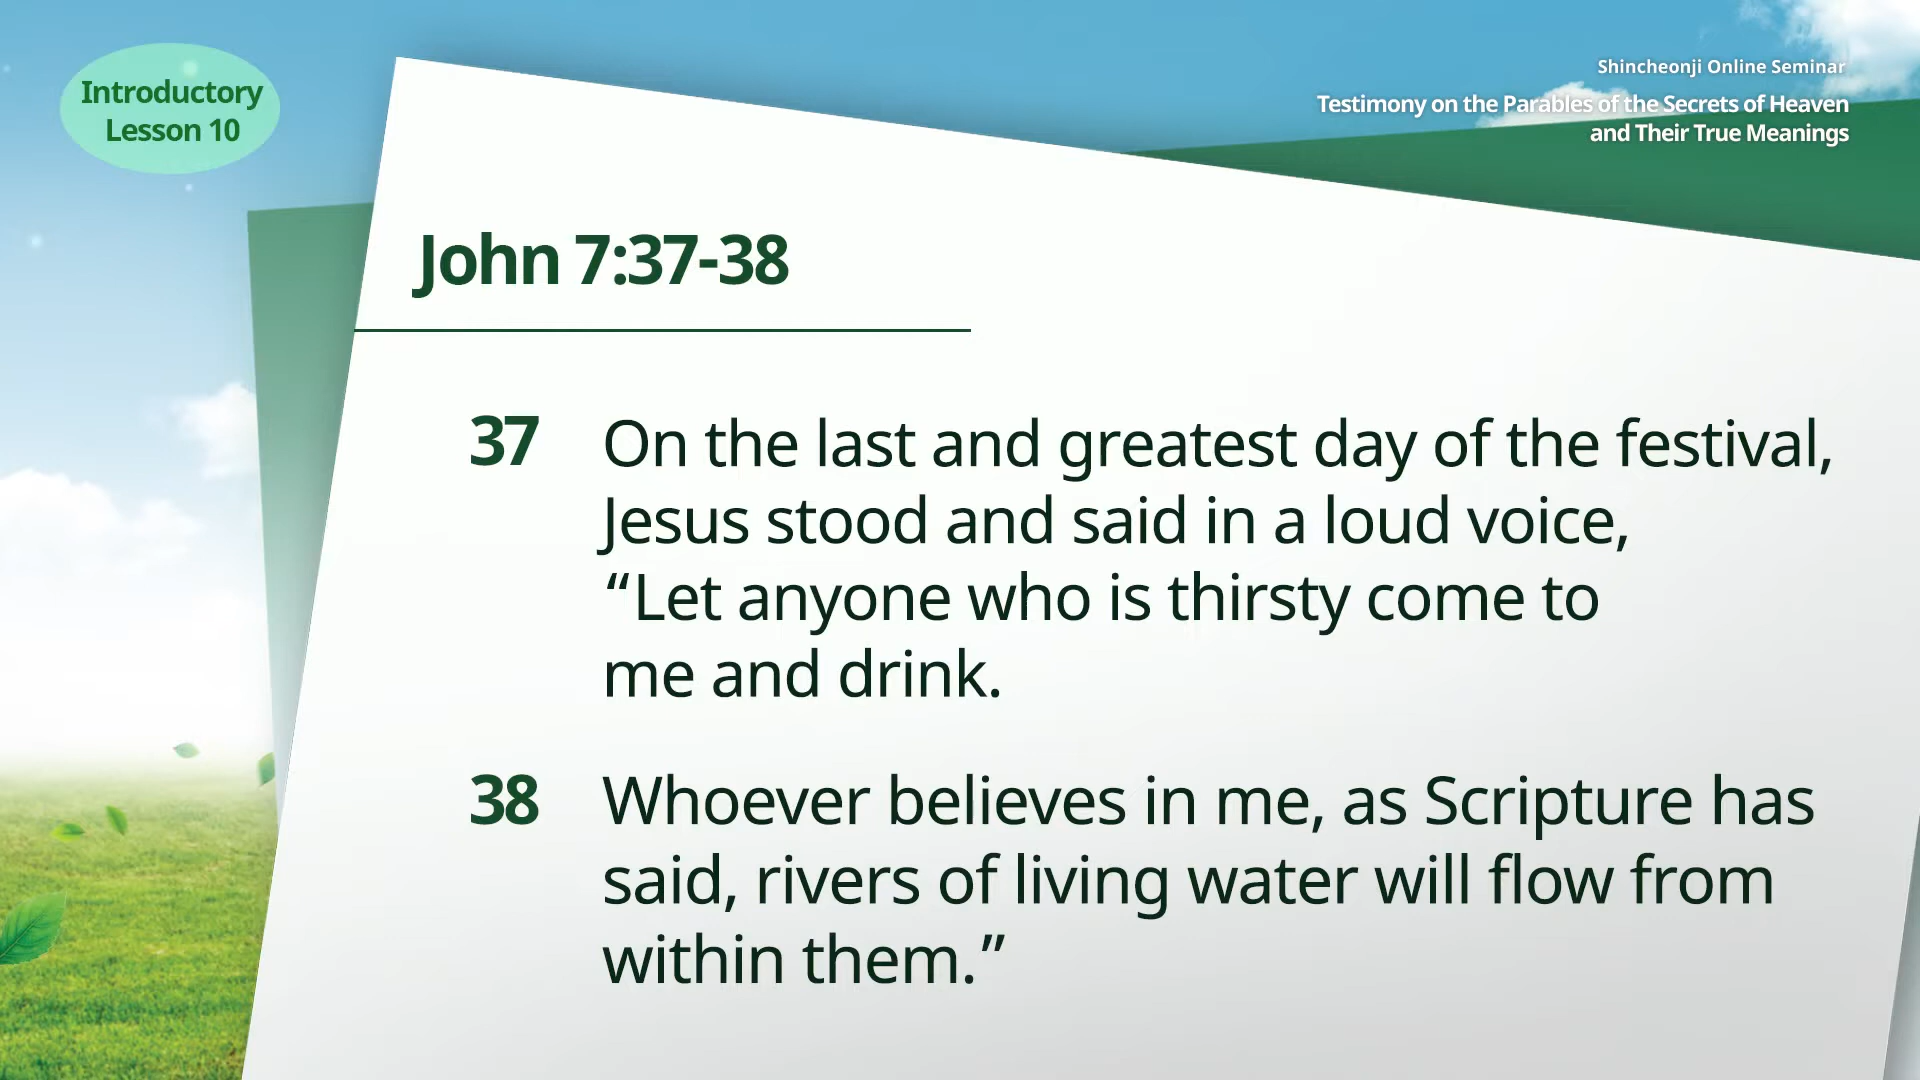 Introductory
Lesson 10
Shincheonji Online Seminar
Testimony on the Parables of the Secrets of Heaven
and Their True Meanings
John 7:37-38
37 On the last and greatest day of the festival,
Jesus stood and said in a loud voice,
“Let anyone who is thirsty come to
me and drink.
38 Whoever believes in me, as Scripture has
said, rivers of living water will flow from
within them.”